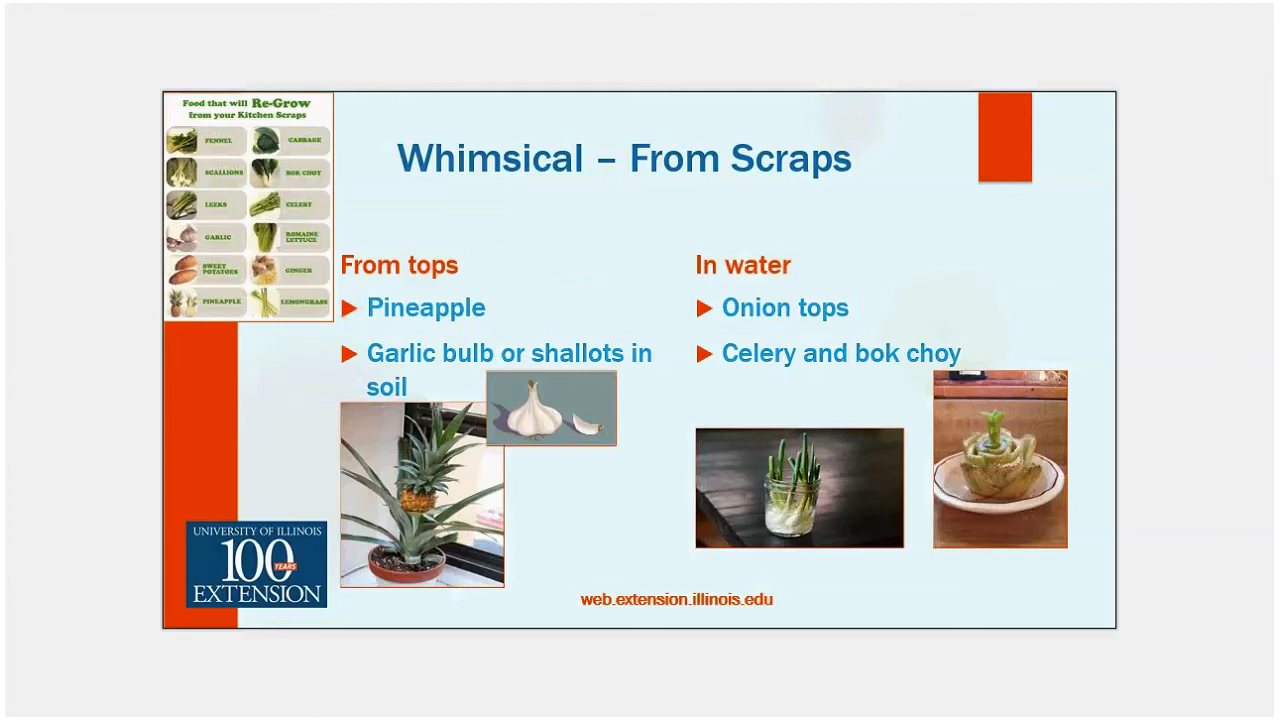 Food that will Re-Grow
from your Kitchen Scraps
FENNEL
CABBAGE
SCALLIONS
BOK CHOY
LEEKS
CELERY
GARLIC
ROMAINE
LETTUCE
SWEET
POTATOES
GINGER
PINEAPPLE
LEMONGRASS
Whimsical – From Scraps
From tops
Pineapple
Garlic bulb or shallots in
soil
In water
Onion tops
Celery and bok choy
UNIVERSITY OF ILLINOIS
100 YEARS
EXTENSION
web.extension.illinois.edu